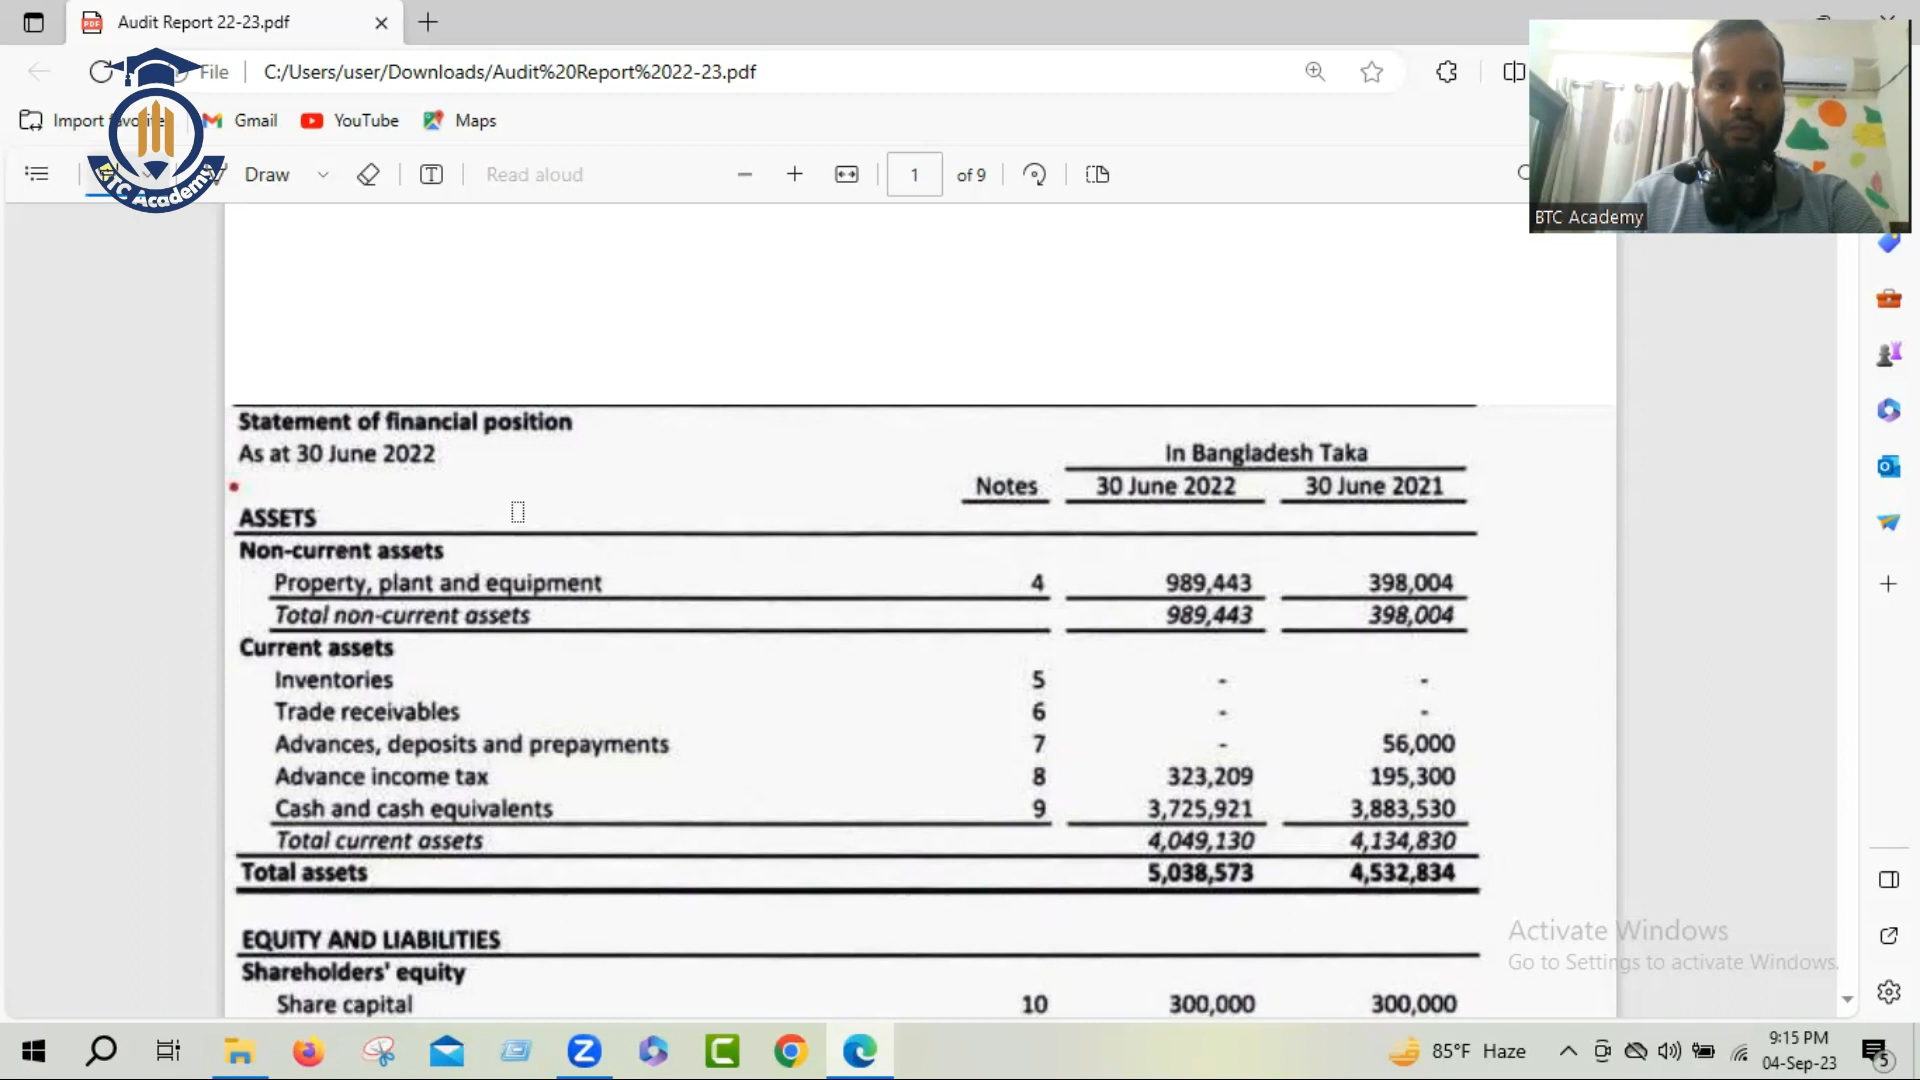 Audit Report 22-23.pdf
File
C:/Users/user/Downloads/Audit%20Report%2022-23.pdf
Import favorites
Gmail
YouTube
Maps
BTC Academy
Draw
Read aloud
1 of 9
BTC Academy
Statement of financial position
As at 30 June 2022
In Bangladesh Taka
Notes 30 June 2022 30 June 2021
ASSETS
Non-current assets
Property, plant and equipment 4 989,443 398,004
Total non-current assets 989,443 398,004
Current assets
Inventories 5 - -
Trade receivables 6 - -
Advances, deposits and prepayments 7 - 56,000
Advance income tax 8 323,209 195,300
Cash and cash equivalents 9 3,725,921 3,883,530
Total current assets 4,049,130 4,134,830
Total assets 5,038,573 4,532,834
EQUITY AND LIABILITIES
Shareholders' equity
Share capital 10 300,000 300,000
Activate Windows
Go to Settings to activate Windows.
85°F Haze
9:15 PM
04-Sep-23
5